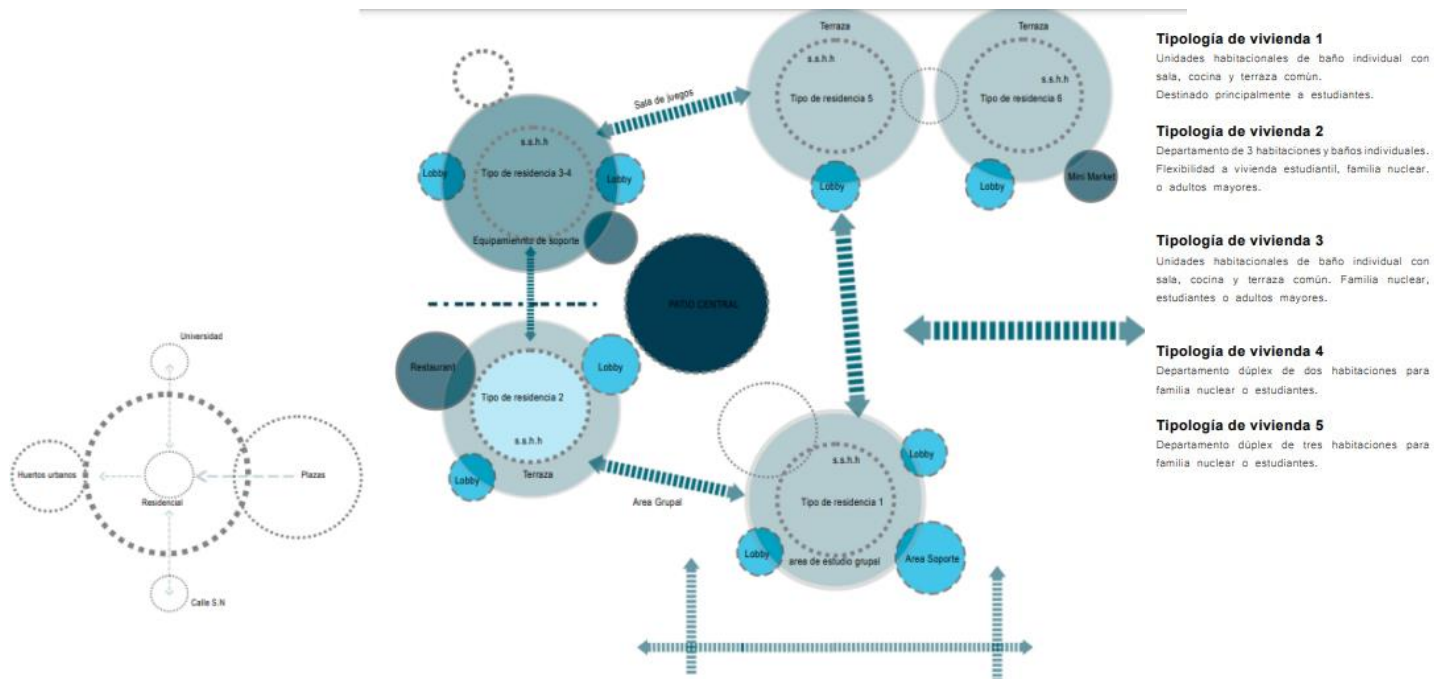 Universidad
Huertos urbanos
Residencial
Plazas
Calle S.N
Terraza
s.s.h.h
Tipo de residencia 5
Lobby
Terraza
s.s.h.h
Tipo de residencia 6
Lobby
Mini Market
Sala de juegos
s.s.h.h
Lobby
Tipo de residencia 3-4
Lobby
Equipamiehnto de soporte
PATIO CENTRAL
Restaurant
Lobby
Tipo de residencia 2
s.s.h.h
Lobby
Terraza
Area Grupal
s.s.h.h
Lobby
Tipo de residencia 1
Lobby
area de estudio grupal
Area Soporte
Tipología de vivienda 1
Unidades habitacionales de baño individual con
sala, cocina y terraza común.
Destinado principalmente a estudiantes.
Tipología de vivienda 2
Departamento de 3 habitaciones y baños individuales.
Flexibilidad a vivienda estudiantil, familia nuclear,
o adultos mayores.
Tipología de vivienda 3
Unidades habitacionales de baño individual con
sala, cocina y terraza común. Familia nuclear,
estudiantes o adultos mayores.
Tipología de vivienda 4
Departamento dúplex de dos habitaciones para
familia nuclear o estudiantes.
Tipología de vivienda 5
Departamento dúplex de tres habitaciones para
familia nuclear o estudiantes.